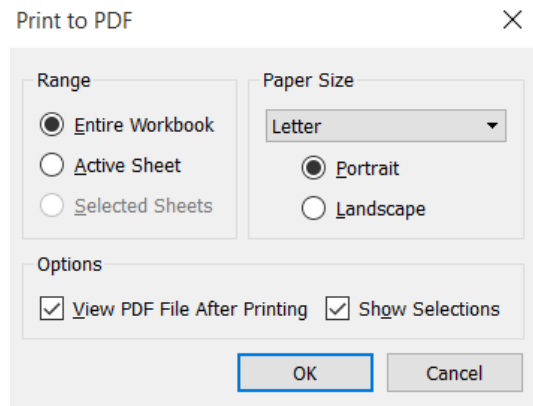 Print to PDF
Range
Entire Workbook
Active Sheet
Selected Sheets
Paper Size
Letter
Portrait
Landscape
Options
View PDF File After Printing
Show Selections
OK
Cancel